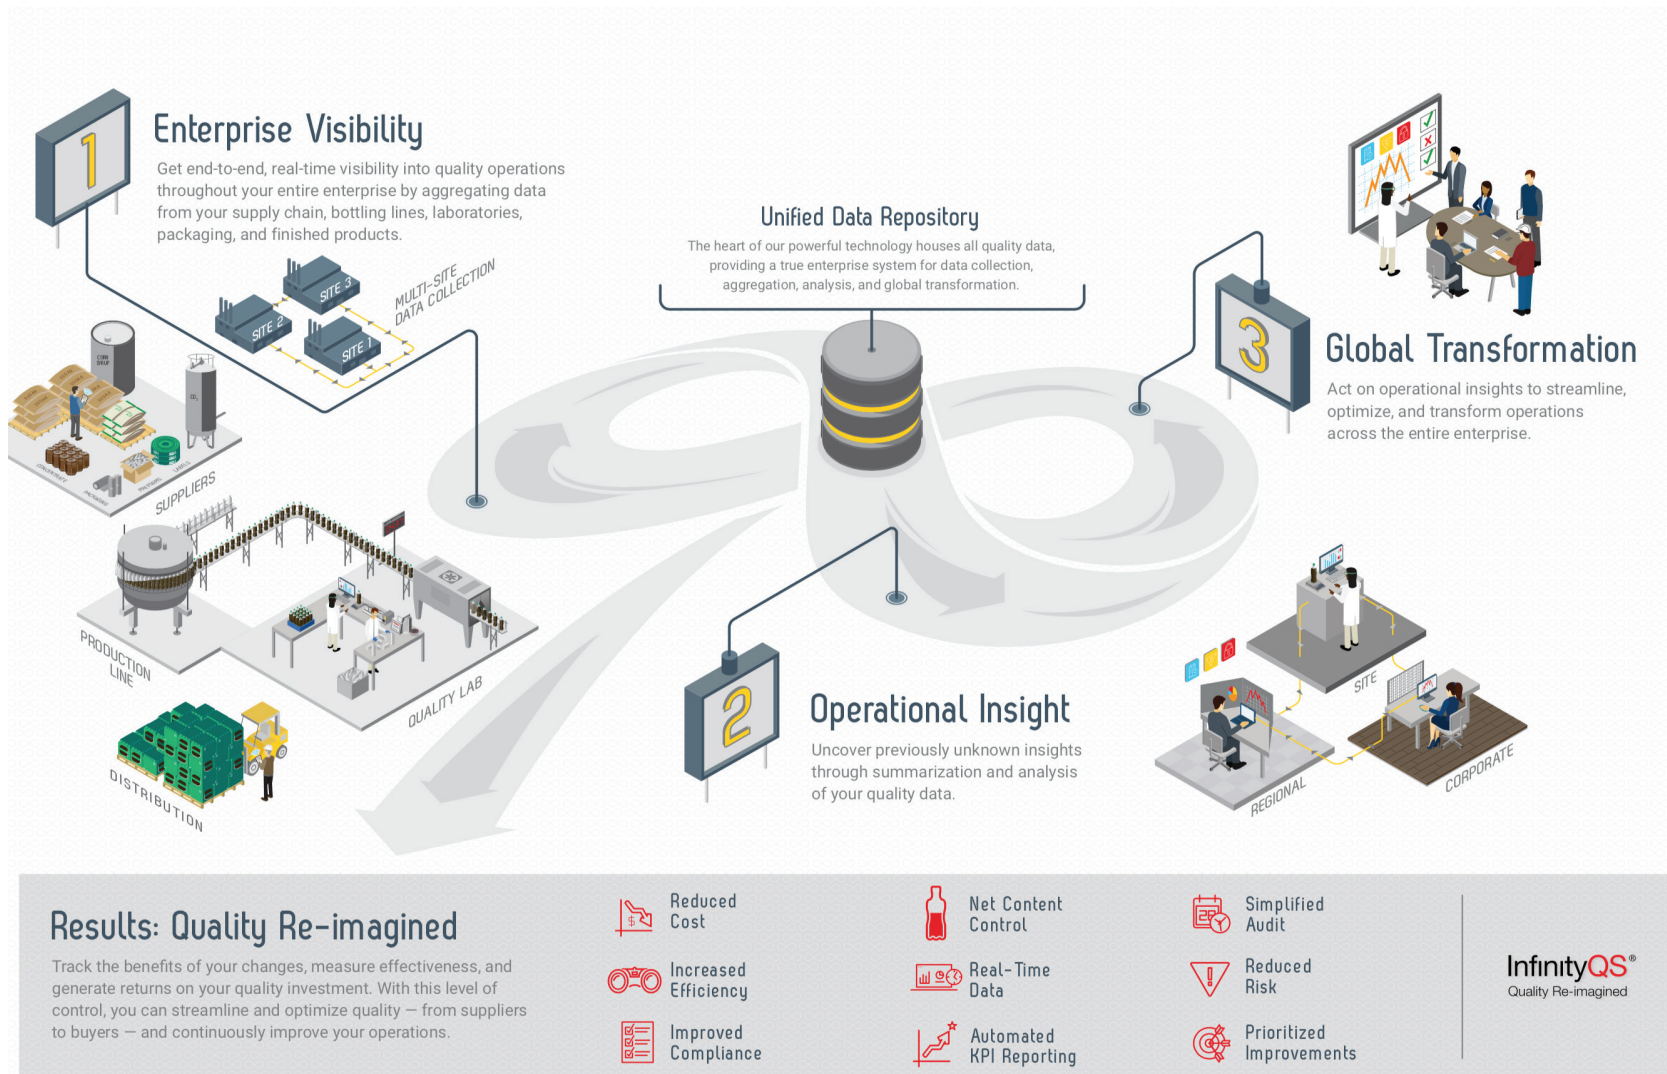 1
Enterprise Visibility
Get end-to-end, real-time visibility into quality operations
throughout your entire enterprise by aggregating data
from your supply chain, bottling lines, laboratories,
packaging, and finished products.
SITE 3
SITE 2
SITE 1
MULTI-SITE
DATA COLLECTION
CORN
SYRUP
CO2
CONCENTRATE
PACKAGING
PREFORMS
LABELS
SUPPLIERS
PRODUCTION
LINE
QUALITY LAB
DISTRIBUTION
Unified Data Repository
The heart of our powerful technology houses all quality data,
providing a true enterprise system for data collection,
aggregation, analysis, and global transformation.
2
Operational Insight
Uncover previously unknown insights
through summarization and analysis
of your quality data.
3
Global Transformation
Act on operational insights to streamline,
optimize, and transform operations
across the entire enterprise.
SITE
REGIONAL
CORPORATE
Results: Quality Re-imagined
Track the benefits of your changes, measure effectiveness, and
generate returns on your quality investment. With this level of
control, you can streamline and optimize quality — from suppliers
to buyers — and continuously improve your operations.
$
Reduced
Cost
Increased
Efficiency
Improved
Compliance
Net Content
Control
Real-Time
Data
Automated
KPI Reporting
Simplified
Audit
Reduced
Risk
Prioritized
Improvements
InfinityQS®
Quality Re-imagined